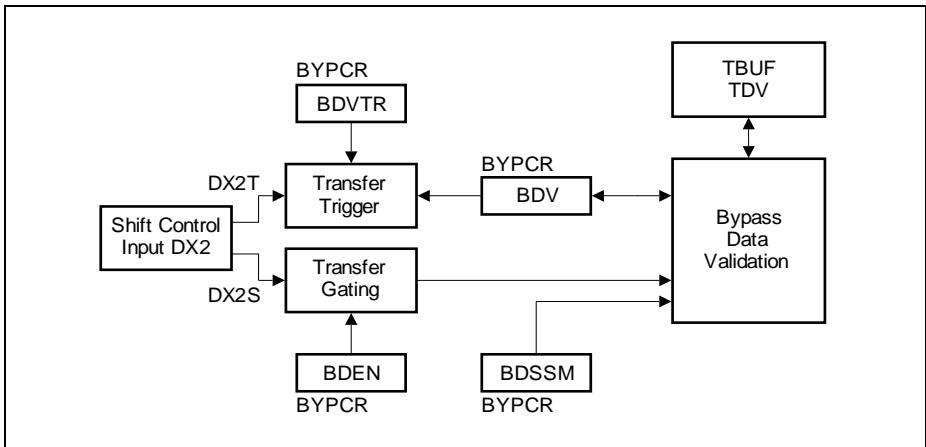 BYPCR
BDVTR
TBUF
TDV
DX2T
Transfer
Trigger
BYPCR
BDV
Shift Control
Input DX2
Bypass
Data
Validation
DX2S
Transfer
Gating
BDEN
BYPCR
BDSSM
BYPCR